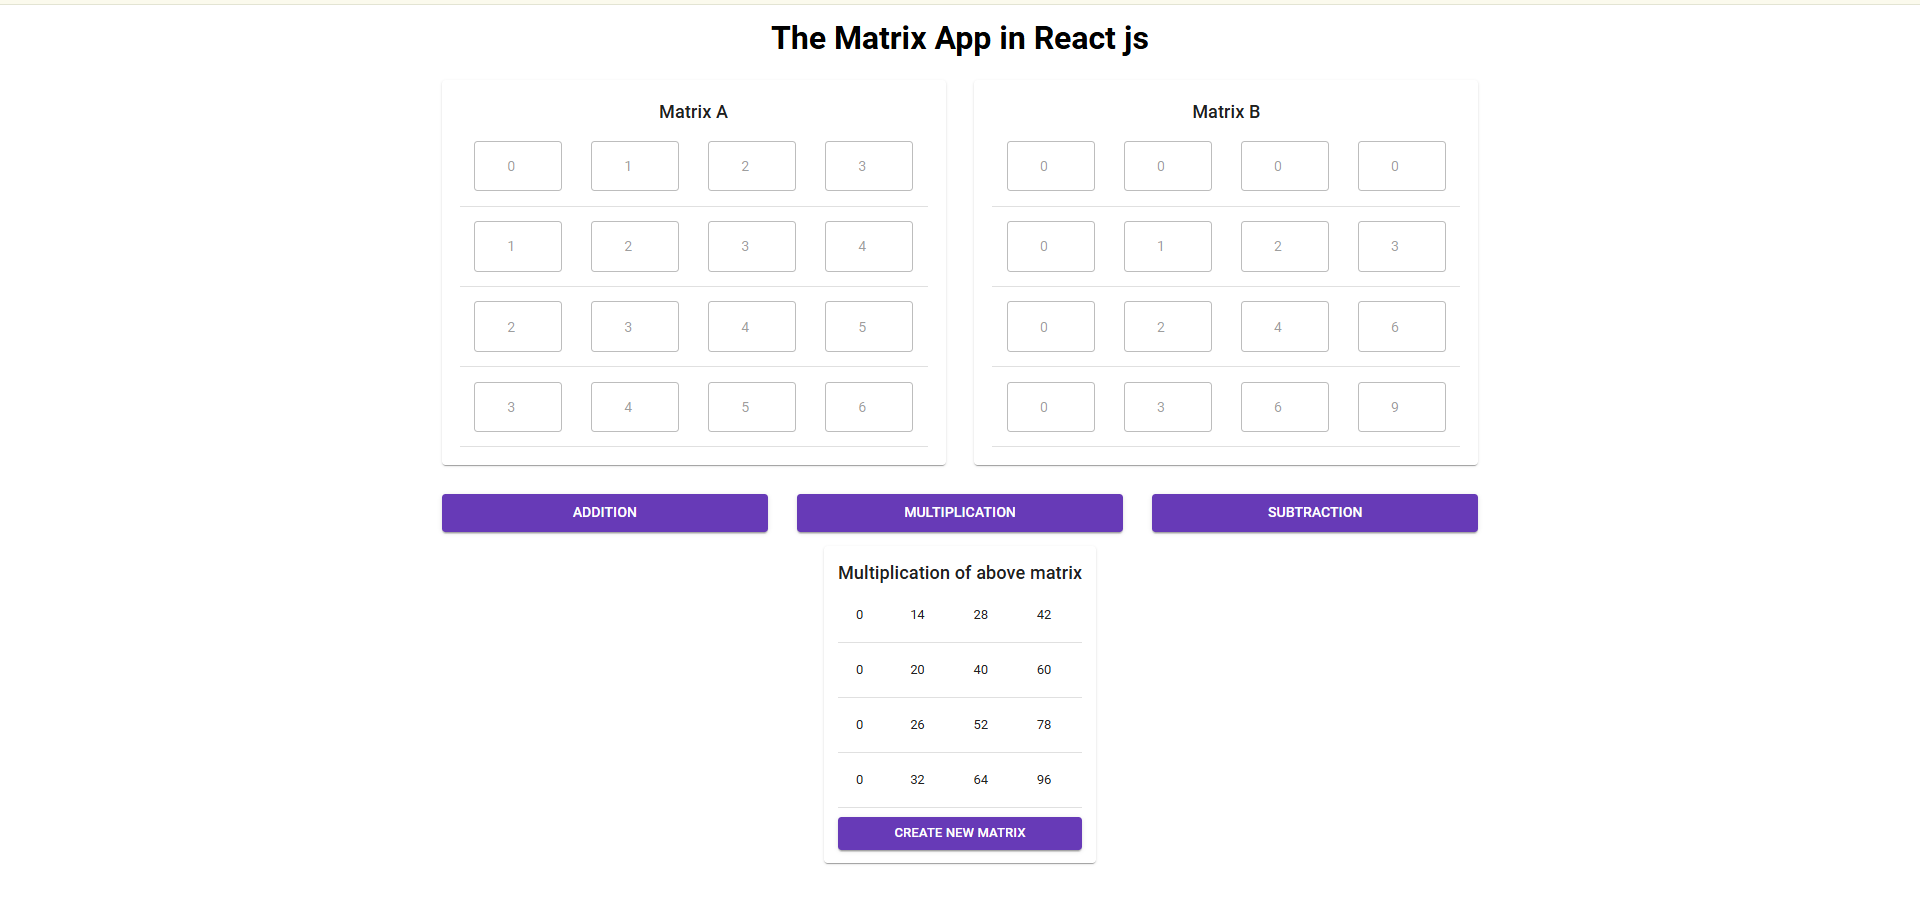 The Matrix App in React js
Matrix A
0 1 2 3
1 2 3 4
2 3 4 5
3 4 5 6
Matrix B
0 0 0 0
0 1 2 3
0 2 4 6
0 3 6 9
ADDITION MULTIPLICATION SUBTRACTION
Multiplication of above matrix
0 14 28 42
0 20 40 60
0 26 52 78
0 32 64 96
CREATE NEW MATRIX